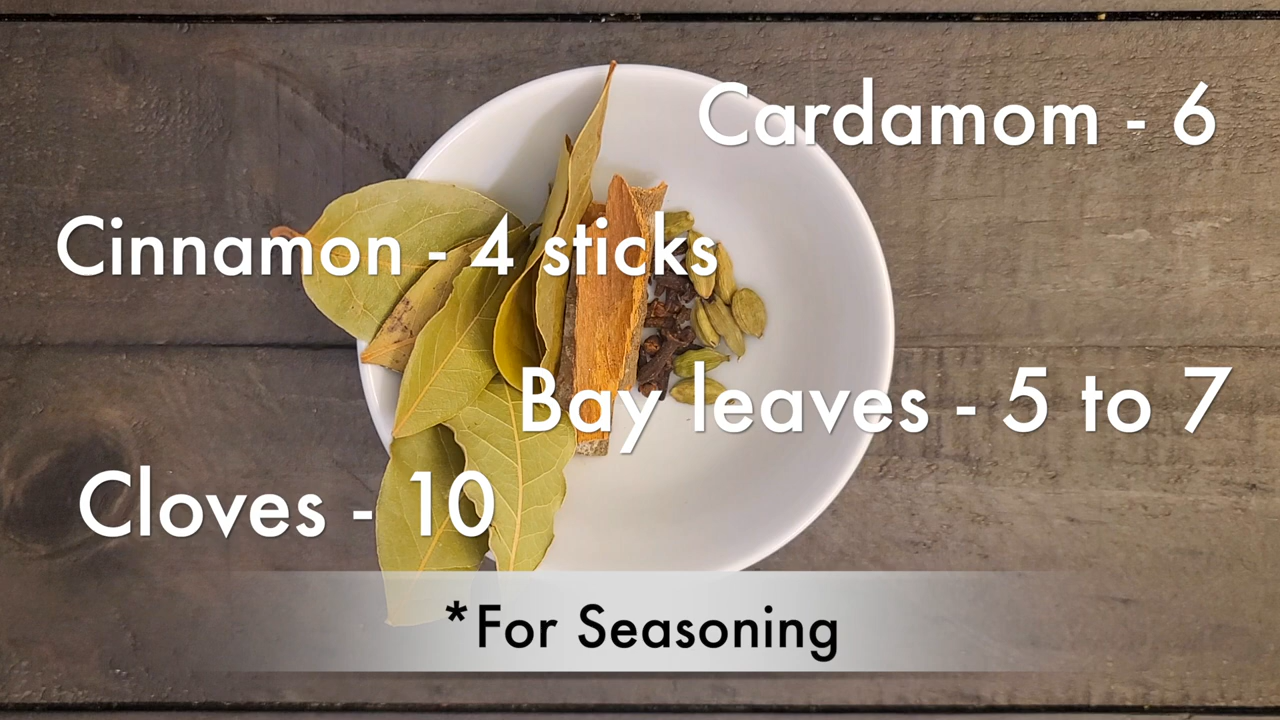 Cardamom - 6
Cinnamon - 4 sticks
Bay leaves - 5 to 7
Cloves - 10
*For Seasoning